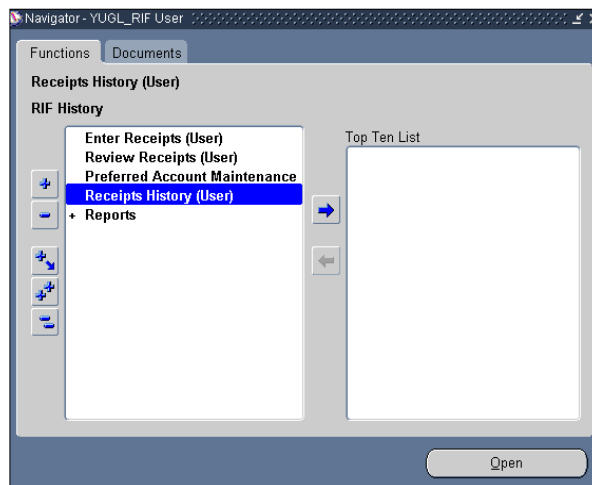 Navigator - YUGL_RIF User
Functions
Documents
Receipts History (User)
RIF History
Enter Receipts (User)
Review Receipts (User)
Preferred Account Maintenance
Receipts History (User)
+ Reports
Top Ten List
Open